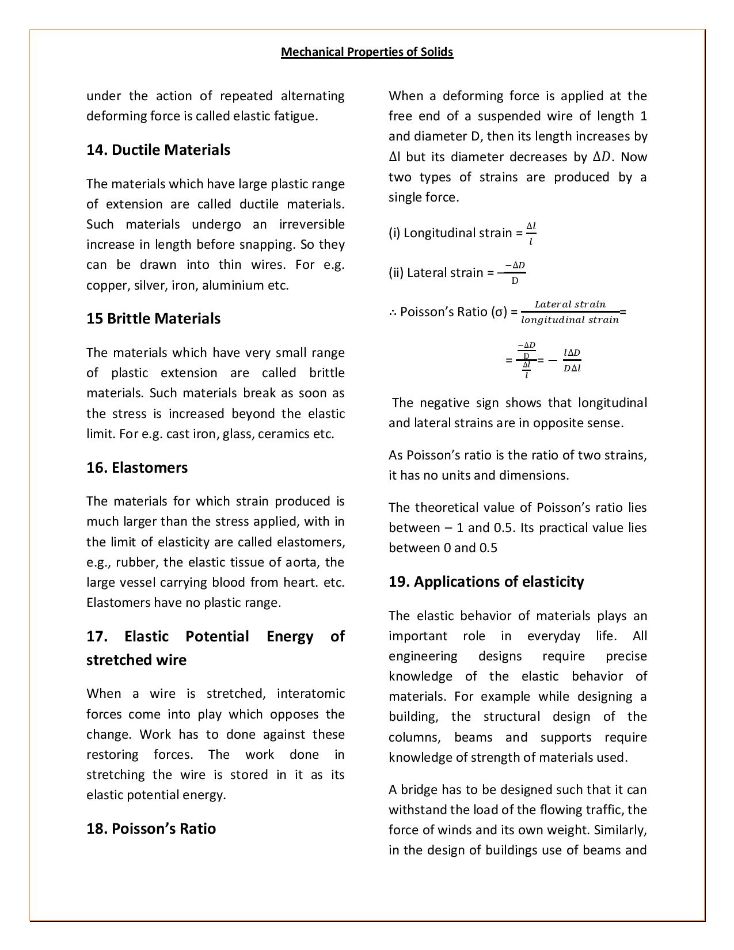 Mechanical Properties of Solids
under the action of repeated alternating
deforming force is called elastic fatigue.
14. Ductile Materials
The materials which have large plastic range
of extension are called ductile materials.
Such materials undergo an irreversible
increase in length before snapping. So they
can be drawn into thin wires. For e.g.
copper, silver, iron, aluminium etc.
15 Brittle Materials
The materials which have very small range
of plastic extension are called brittle
materials. Such materials break as soon as
the stress is increased beyond the elastic
limit. For e.g. cast iron, glass, ceramics etc.
16. Elastomers
The materials for which strain produced is
much larger than the stress applied, with in
the limit of elasticity are called elastomers,
e.g., rubber, the elastic tissue of aorta, the
large vessel carrying blood from heart. etc.
Elastomers have no plastic range.
17. Elastic Potential Energy of
stretched wire
When a wire is stretched, interatomic
forces come into play which opposes the
change. Work has to done against these
restoring forces. The work done in
stretching the wire is stored in it as its
elastic potential energy.
18. Poisson’s Ratio
When a deforming force is applied at the
free end of a suspended wire of length 1
and diameter D, then its length increases by
Δl but its diameter decreases by ΔD. Now
two types of strains are produced by a
single force.
(i) Longitudinal strain = Δl/l
(ii) Lateral strain = −ΔD/D
∴ Poisson’s Ratio (σ) = Lateral strain/longitudinal strain=
= (−ΔD/D)/(Δl/l) = − lΔD/DΔl
The negative sign shows that longitudinal
and lateral strains are in opposite sense.
As Poisson’s ratio is the ratio of two strains,
it has no units and dimensions.
The theoretical value of Poisson’s ratio lies
between – 1 and 0.5. Its practical value lies
between 0 and 0.5
19. Applications of elasticity
The elastic behavior of materials plays an
important role in everyday life. All
engineering designs require precise
knowledge of the elastic behavior of
materials. For example while designing a
building, the structural design of the
columns, beams and supports require
knowledge of strength of materials used.
A bridge has to be designed such that it can
withstand the load of the flowing traffic, the
force of winds and its own weight. Similarly,
in the design of buildings use of beams and